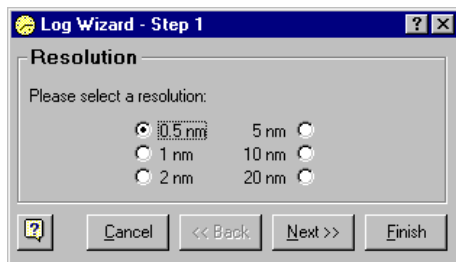 Log Wizard - Step 1
Resolution
Please select a resolution:
0.5 nm 5 nm
1 nm 10 nm
2 nm 20 nm
Cancel << Back Next >> Finish